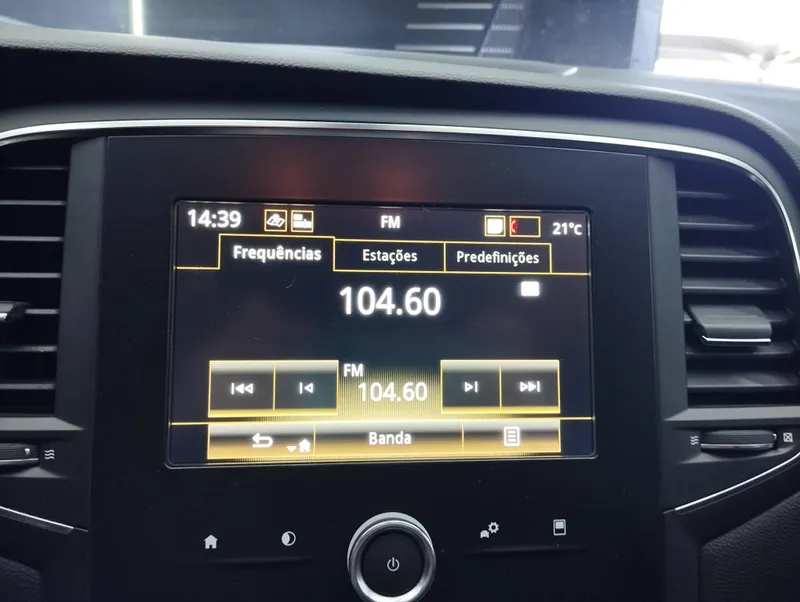 14:39 FM 21°C
Frequências Estações Predefinições
104.60
FM
104.60
Banda